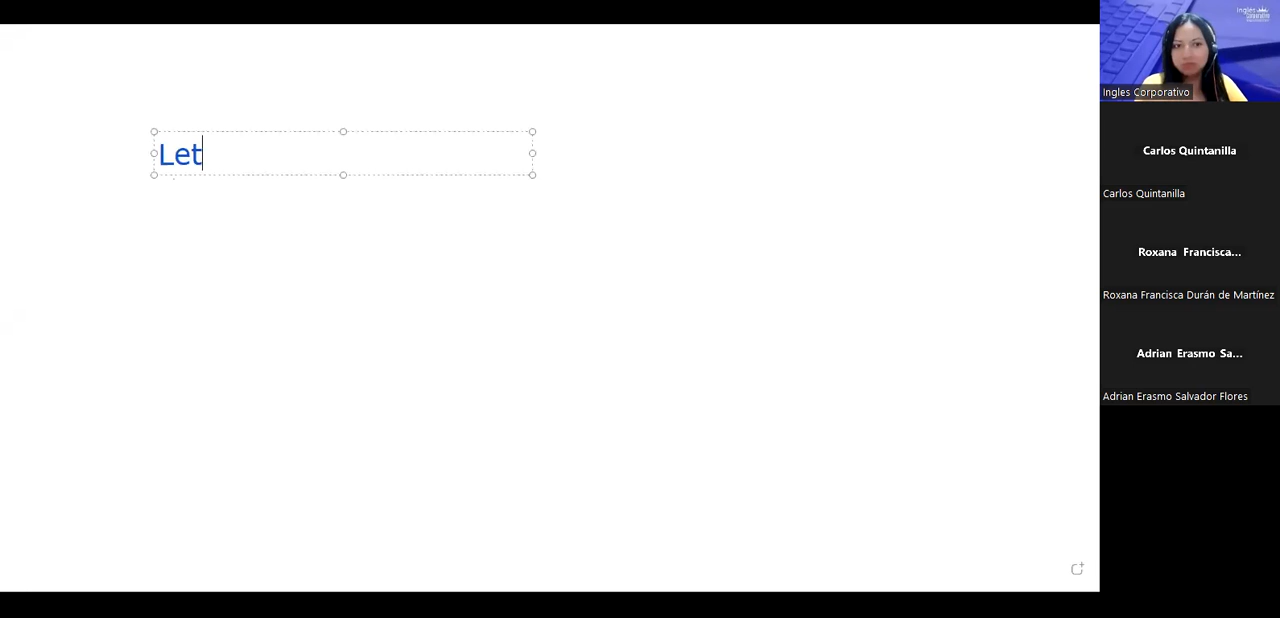 Let
Ingles Corporativo
Carlos Quintanilla
Carlos Quintanilla
Roxana Francisca...
Roxana Francisca Durán de Martínez
Adrian Erasmo Sa...
Adrian Erasmo Salvador Flores